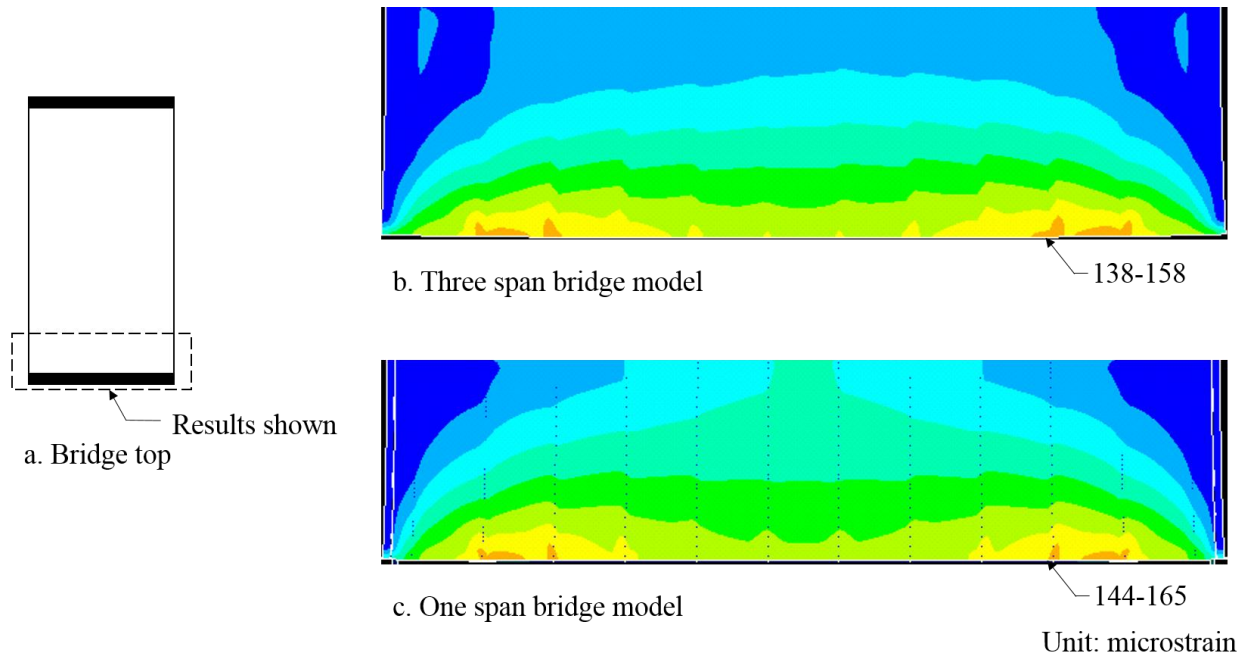 Results shown
a. Bridge top
138-158
b. Three span bridge model
144-165
c. One span bridge model
Unit: microstrain